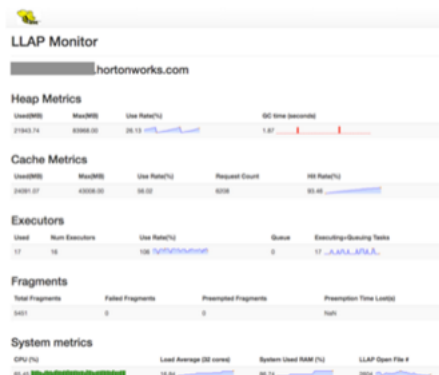 LLAP Monitor
.hortonworks.com
Heap Metrics
Used(MB) Max(MB) Use Rate(%) GC time (seconds)
21943.74 83968.00 26.13 1.87
Cache Metrics
Used(MB) Max(MB) Use Rate(%) Request Count Hit Rate(%)
24091.07 43008.00 56.02 6208 93.46
Executors
Used Num Executors Use Rate(%) Queue Executing+Queuing Tasks
17 16 106 0 17
Fragments
Total Fragments Failed Fragments Preempted Fragments Preemption Time Lost(s)
5401 0 0 NaN
System metrics
CPU (%) Load Average (32 cores) System Used RAM (%) LLAP Open File #